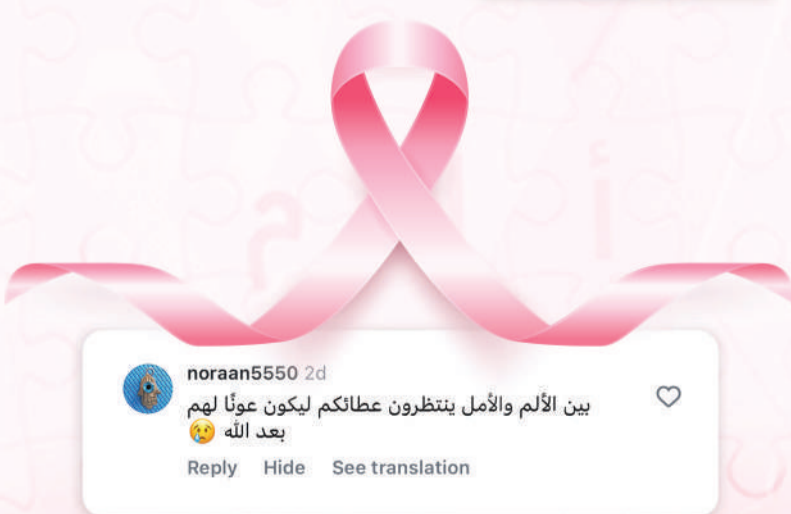 أ
ح
noraan5550 2d
بين الألم والأمل ينتظرون عطائكم ليكون عونًا لهم
بعد الله 😢
Reply Hide See translation